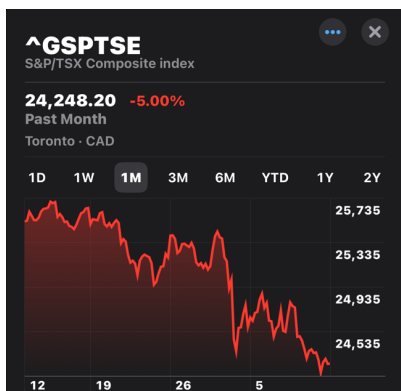 ^GSPTSE
S&P/TSX Composite index
24,248.20 -5.00%
Past Month
Toronto · CAD
1D 1W 1M 3M 6M YTD 1Y 2Y
25,735
25,335
24,935
24,535
12 19 26 5